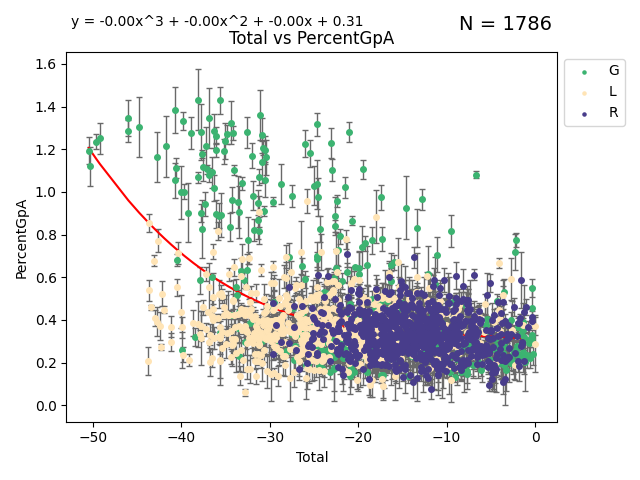 y = -0.00x^3 + -0.00x^2 + -0.00x + 0.31
N = 1786
Total vs PercentGpA
G
L
R
PercentGpA
1.6
1.4
1.2
1.0
0.8
0.6
0.4
0.2
0.0
−50 −40 −30 −20 −10 0
Total